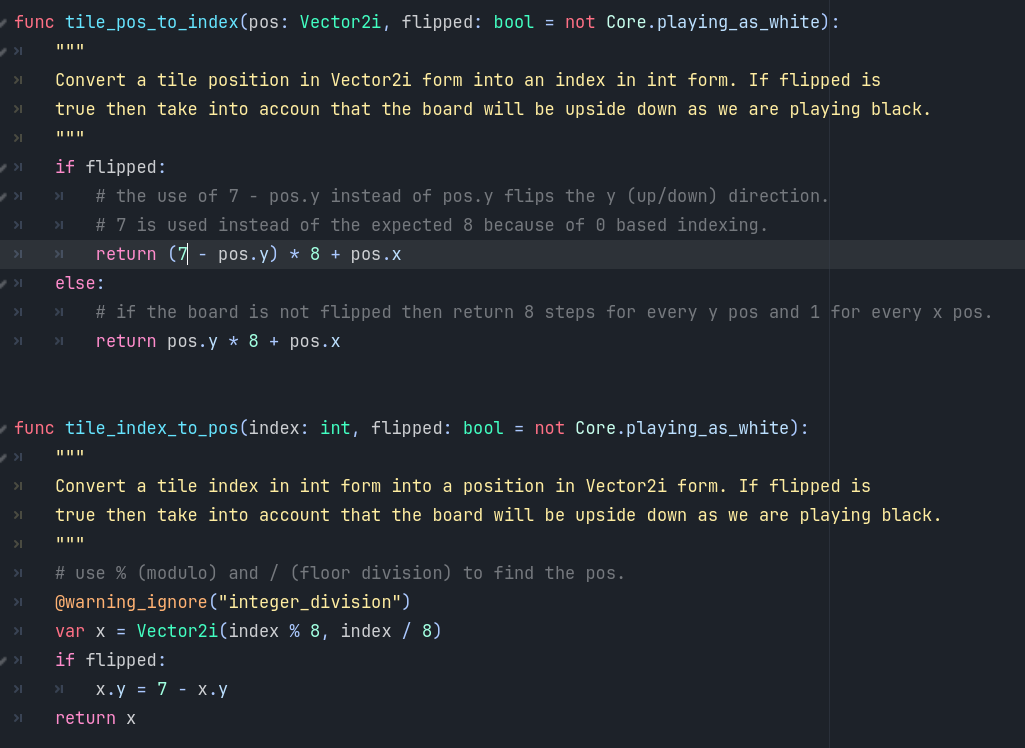 func tile_pos_to_index(pos: Vector2i, flipped: bool = not Core.playing_as_white):
"""
Convert a tile position in Vector2i form into an index in int form. If flipped is
true then take into accoun that the board will be upside down as we are playing black.
"""
if flipped:
# the use of 7 - pos.y instead of pos.y flips the y (up/down) direction.
# 7 is used instead of the expected 8 because of 0 based indexing.
return (7 - pos.y) * 8 + pos.x
else:
# if the board is not flipped then return 8 steps for every y pos and 1 for every x pos.
return pos.y * 8 + pos.x
func tile_index_to_pos(index: int, flipped: bool = not Core.playing_as_white):
"""
Convert a tile index in int form into a position in Vector2i form. If flipped is
true then take into account that the board will be upside down as we are playing black.
"""
# use % (modulo) and / (floor division) to find the pos.
@warning_ignore("integer_division")
var x = Vector2i(index % 8, index / 8)
if flipped:
x.y = 7 - x.y
return x